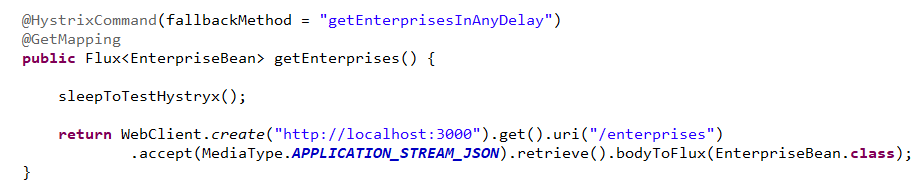 @HystrixCommand(fallbackMethod = "getEnterprisesInAnyDelay")
@GetMapping
public Flux<EnterpriseBean> getEnterprises() {
sleepToTestHystryx();
return WebClient.create("http://localhost:3000").get().uri("/enterprises")
.accept(MediaType.APPLICATION_STREAM_JSON).retrieve().bodyToFlux(EnterpriseBean.class);
}